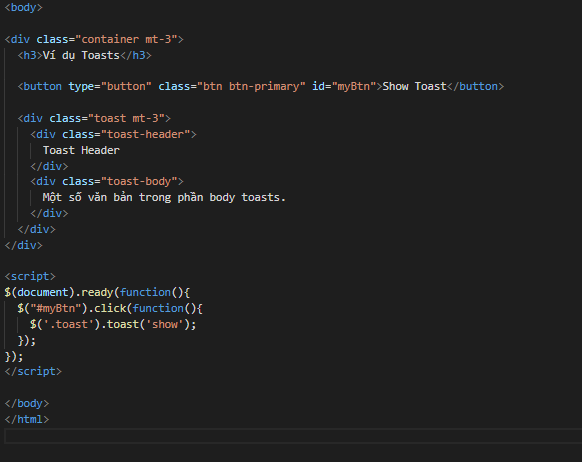 <body>
<div class="container mt-3">
<h3>Ví dụ Toasts</h3>
<button type="button" class="btn btn-primary" id="myBtn">Show Toast</button>
<div class="toast mt-3">
<div class="toast-header">
Toast Header
</div>
<div class="toast-body">
Một số văn bản trong phần body toasts.
</div>
</div>
</div>
<script>
$(document).ready(function(){
$("#myBtn").click(function(){
$('.toast').toast('show');
});
});
</script>
</body>
</html>